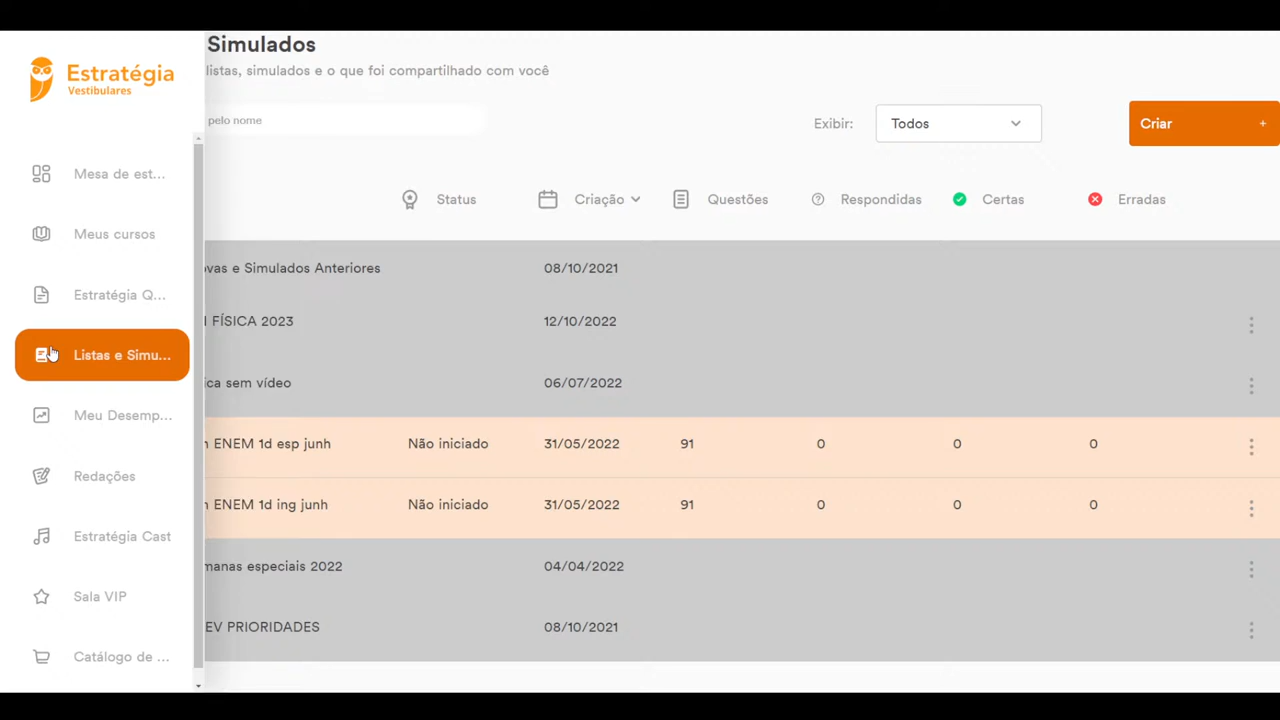 Estratégia
Vestibulares
Mesa de est...
Meus cursos
Estratégia Q...
Listas e Simu...
Meu Desemp...
Redações
Estratégia Cast
Sala VIP
Catálogo de ...
Simulados
listas, simulados e o que foi compartilhado com você
pelo nome
Exibir:
Todos
Criar +
Status Criação Questões Respondidas Certas Erradas
ovas e Simulados Anteriores 08/10/2021
FÍSICA 2023 12/10/2022
ica sem vídeo 06/07/2022
ENEM 1d esp junh Não iniciado 31/05/2022 91 0 0 0
ENEM 1d ing junh Não iniciado 31/05/2022 91 0 0 0
manas especiais 2022 04/04/2022
EV PRIORIDADES 08/10/2021